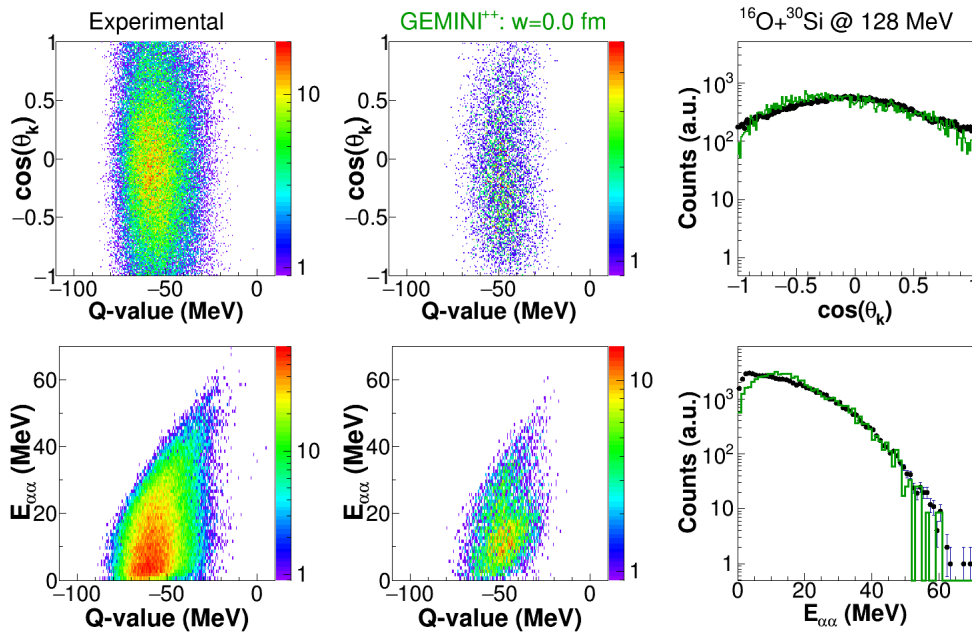 Experimental
GEMINI⁺⁺: w=0.0 fm
¹⁶O+³⁰Si @ 128 MeV
cos(θₖ)
1
0.5
0
−0.5
−1
−100 −50 0
Q-value (MeV)
10
1
cos(θₖ)
1
0.5
0
−0.5
−1
−100 −50 0
Q-value (MeV)
1
Counts (a.u.)
10³
10²
10
1
−1 −0.5 0 0.5 1
cos(θₖ)
E_αα (MeV)
60
40
20
0
−100 −50 0
Q-value (MeV)
10
1
E_αα (MeV)
60
40
20
0
−100 −50 0
Q-value (MeV)
10
1
Counts (a.u.)
10³
10²
10
1
0 20 40 60
E_αα (MeV)